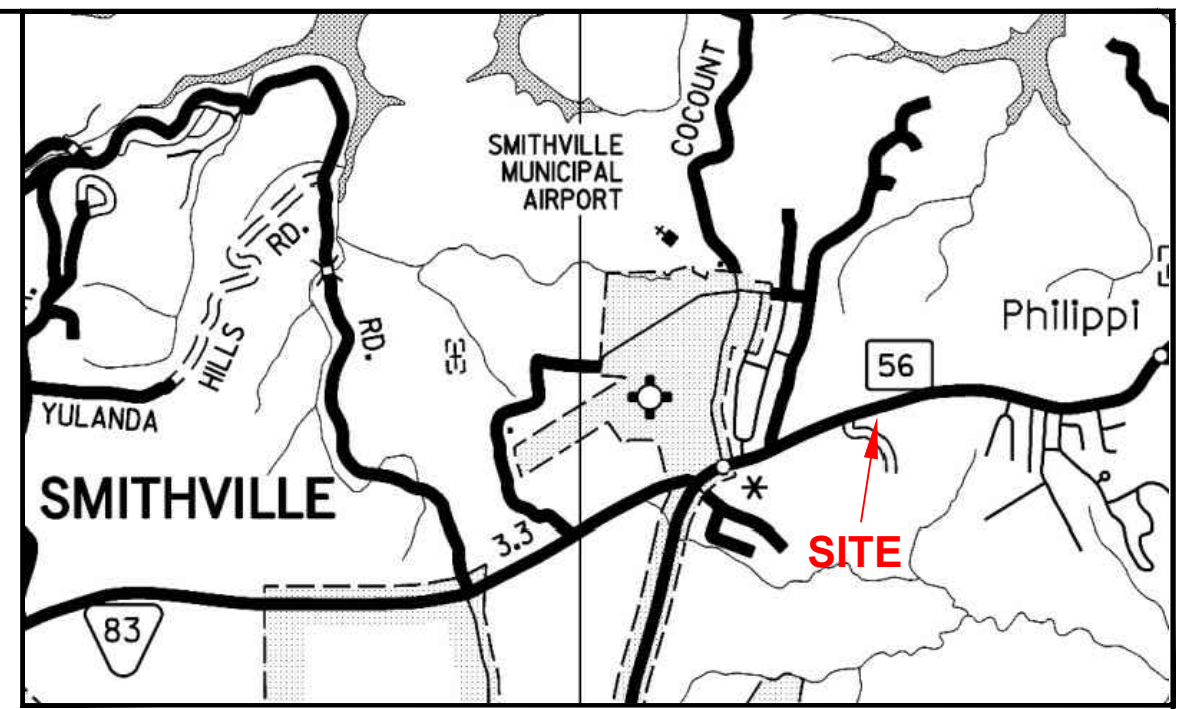 COCOUNT
SMITHVILLE
MUNICIPAL
AIRPORT
RD.
HILLS
RD.
Philippi
56
YULANDA
SMITHVILLE
3.3
SITE
83